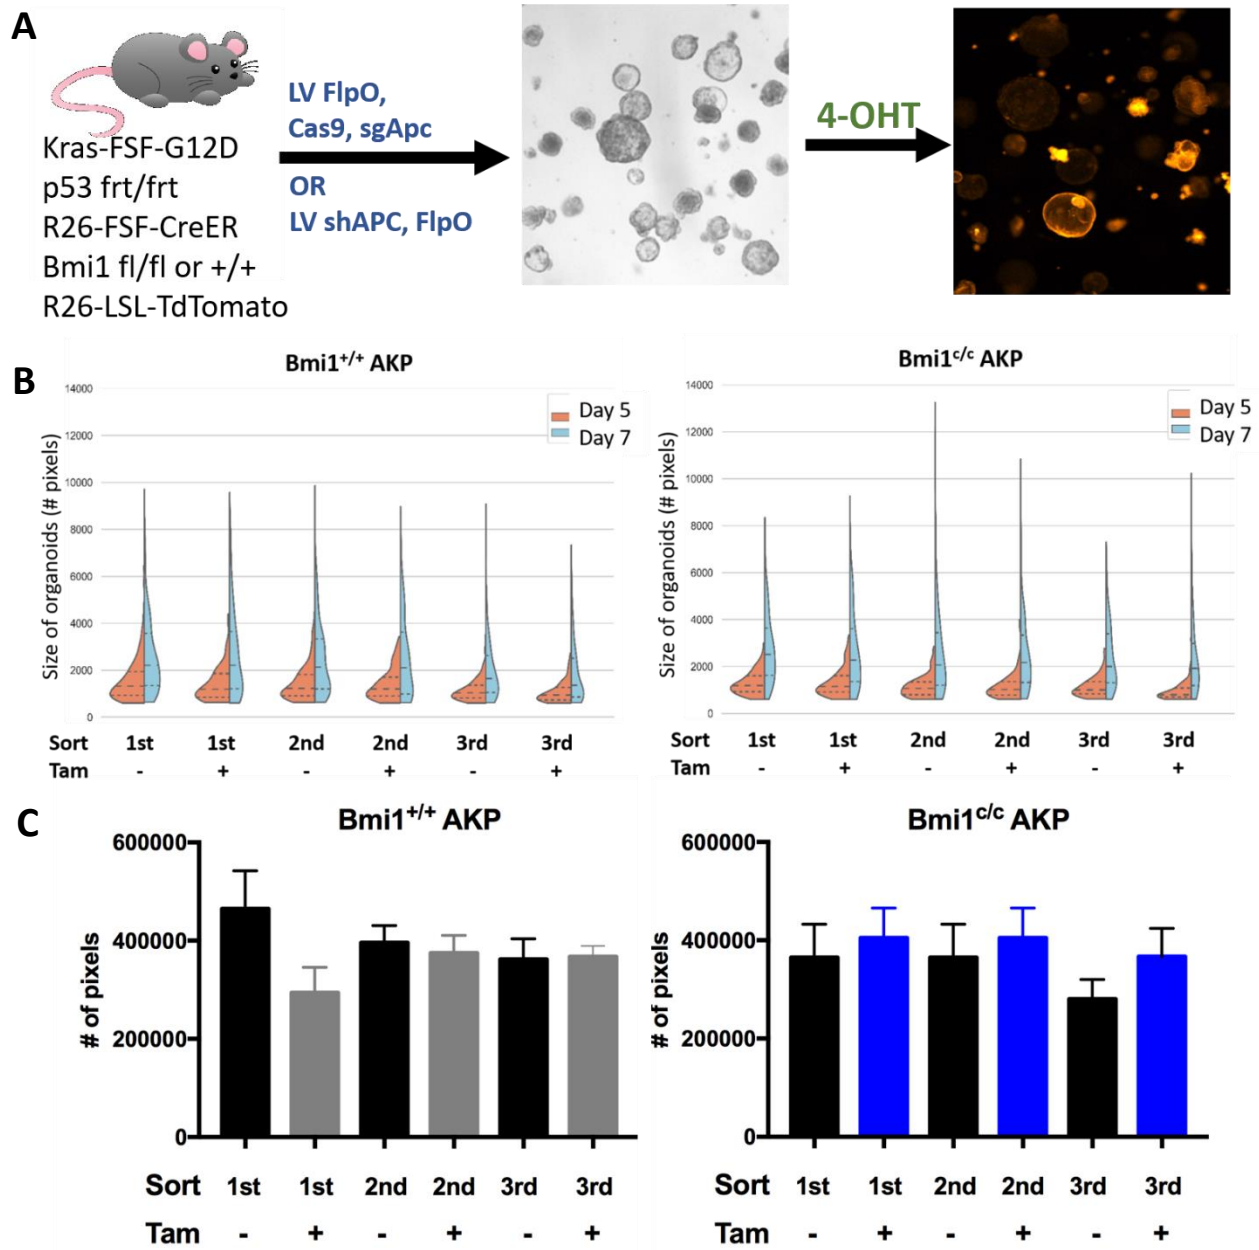 A
Kras-FSF-G12D
p53 frt/frt
R26-FSF-CreER
Bmi1 fl/fl or +/+
R26-LSL-TdTomato
LV FlpO,
Cas9, sgApc
OR
LV shAPC, FlpO
4-OHT
B
Bmi1+/+ AKP
Size of organoids (# pixels)
14000
12000
10000
8000
6000
4000
2000
0
Day 5
Day 7
Sort 1st 1st 2nd 2nd 3rd 3rd
Tam - + - + - +
Bmi1c/c AKP
Size of organoids (# pixels)
14000
12000
10000
8000
6000
4000
2000
0
Day 5
Day 7
Sort 1st 1st 2nd 2nd 3rd 3rd
Tam - + - + - +
C
Bmi1+/+ AKP
# of pixels
600000
400000
200000
0
Sort 1st 1st 2nd 2nd 3rd 3rd
Tam - + - + - +
Bmi1c/c AKP
# of pixels
600000
400000
200000
0
Sort 1st 1st 2nd 2nd 3rd 3rd
Tam - + - + - +